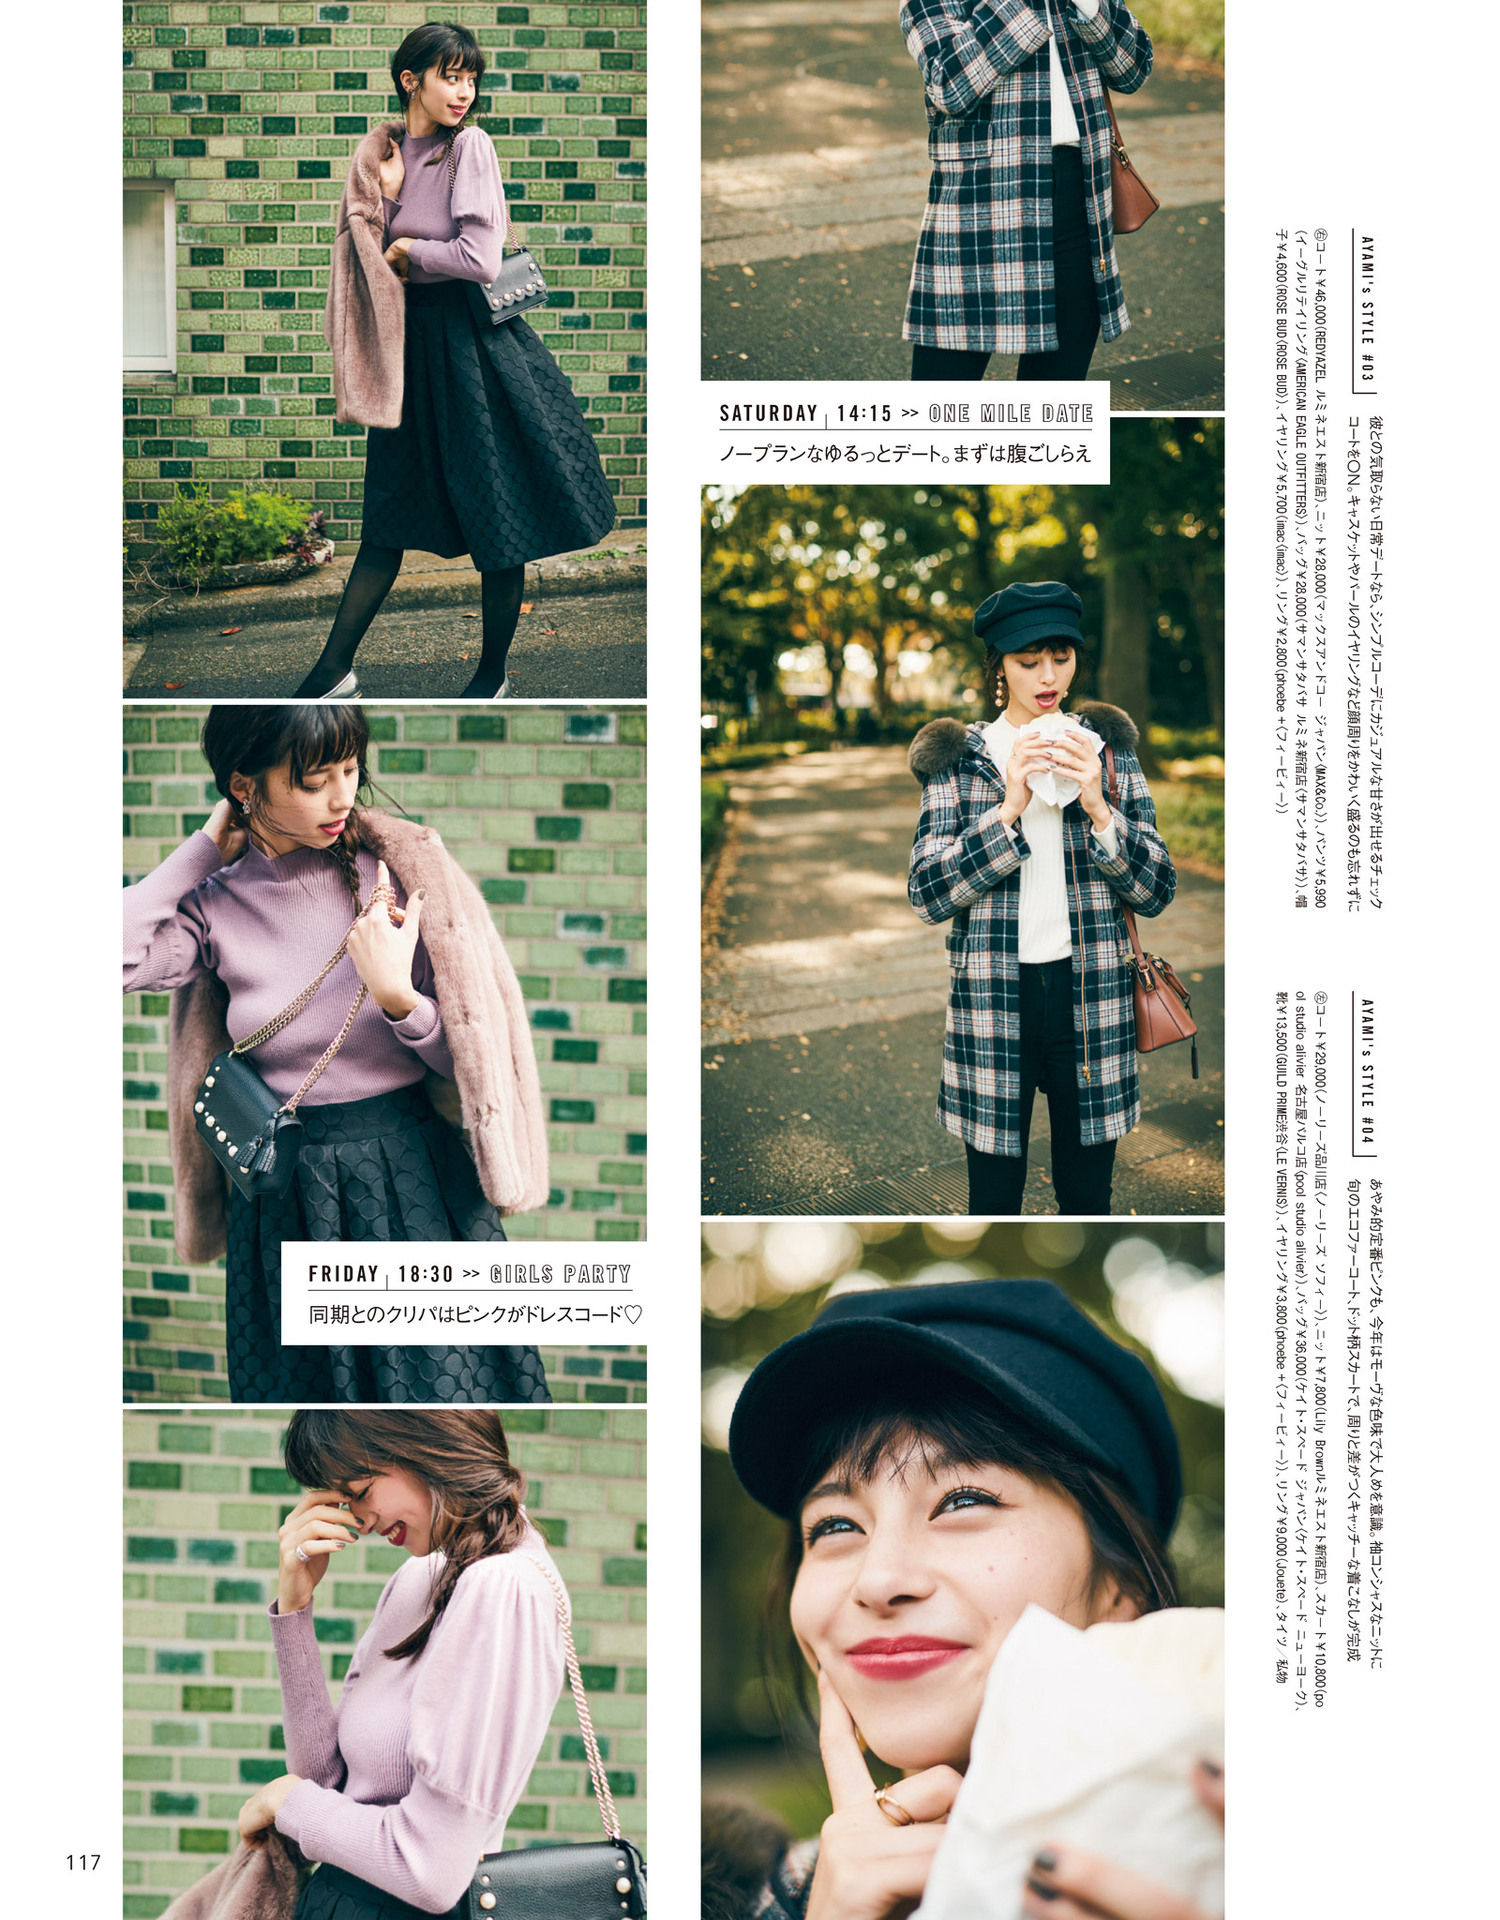 SATURDAY 14:15 >> ONE MILE DATE
ノープランなゆるっとデート。まずは腹ごしらえ
FRIDAY 18:30 >> GIRLS PARTY
同期とのクリパはピンクがドレスコード♡
AYAMI's STYLE #03
彼との気取らない日常デートなら、シンプルコーデにカジュアルな甘さが出せるチェック
コートをON。キャスケットやパールのイヤリングなど顔周りをかわいく盛るのも忘れずに
㊨コート¥46,000(REDYAZEL ルミネエスト新宿店)、ニット¥28,000(マックスアンドコー ジャパン〈MAX&Co.〉)、パンツ¥5,990
(イーグルリテイリング〈AMERICAN EAGLE OUTFITTERS〉)、バッグ¥28,000(サマンサタバサ ルミネ新宿店〈サマンサタバサ〉)、帽
子¥4,600(ROSE BUD〈ROSE BUD〉)、イヤリング¥5,700(imac〈imac〉)、リング¥2,800(phoebe+〈フィービィー〉)
AYAMI's STYLE #04
あやみ的定番ピンクも、今年はモーヴな色味で大人めを意識。袖コンシャスなニットに
旬のエコファーコート、ドット柄スカートで、周りと差がつくキャッチーな着こなしが完成
㊧コート¥29,000(ノーリーズ品川店〈ノーリーズ ソフィー〉)、ニット¥7,800(Lily Brownルミネエスト新宿店)、スカート¥10,800(po
ol studio alivier 名古屋パルコ店〈pool studio alivier〉)、バッグ¥36,000(ケイト・スペード ジャパン〈ケイト・スペード ニューヨーク〉)、
靴¥13,500(GUILD PRIME渋谷〈LE VERNIS〉)、イヤリング¥3,800(phoebe+〈フィービィー〉)、リング¥9,000(Jouete)、タイツ／私物
117